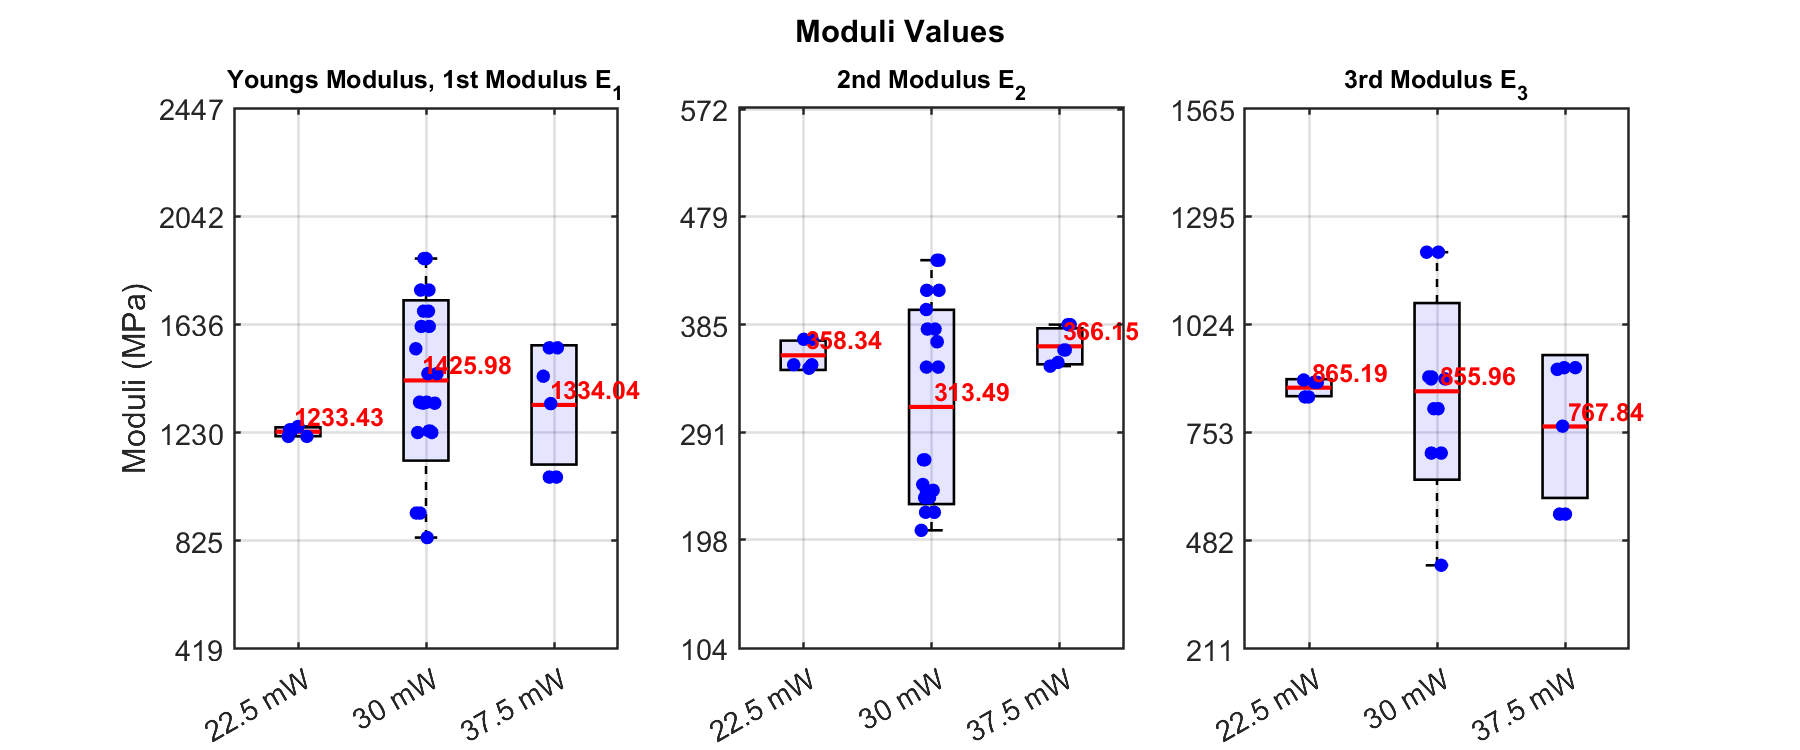 Moduli Values
Youngs Modulus, 1st Modulus E1
2nd Modulus E2
3rd Modulus E3
Moduli (MPa)
2447
2042
1636
1230
825
419
1233.43
1425.98
1334.04
22.5 mW
30 mW
37.5 mW
572
479
385
291
198
104
358.34
313.49
366.15
22.5 mW
30 mW
37.5 mW
1565
1295
1024
753
482
211
865.19
855.96
767.84
22.5 mW
30 mW
37.5 mW